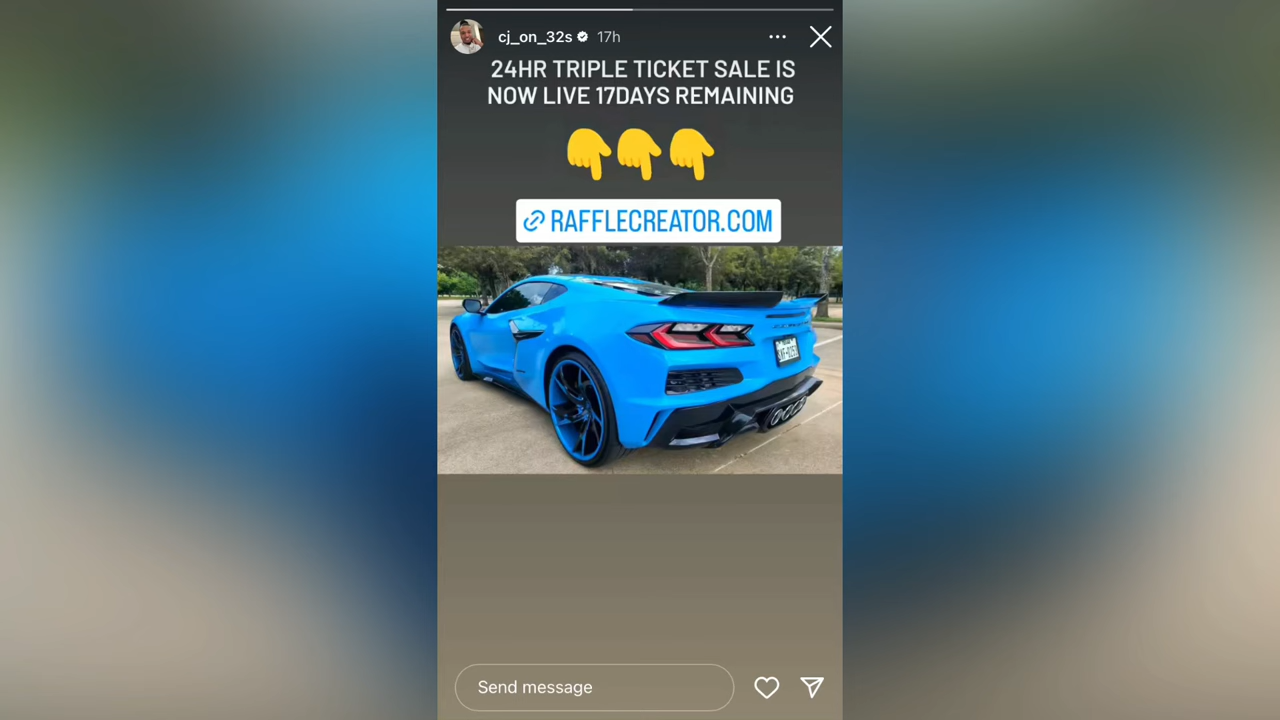 cj_on_32s 17h
24HR TRIPLE TICKET SALE IS
NOW LIVE 17DAYS REMAINING
RAFFLECREATOR.COM
Send message